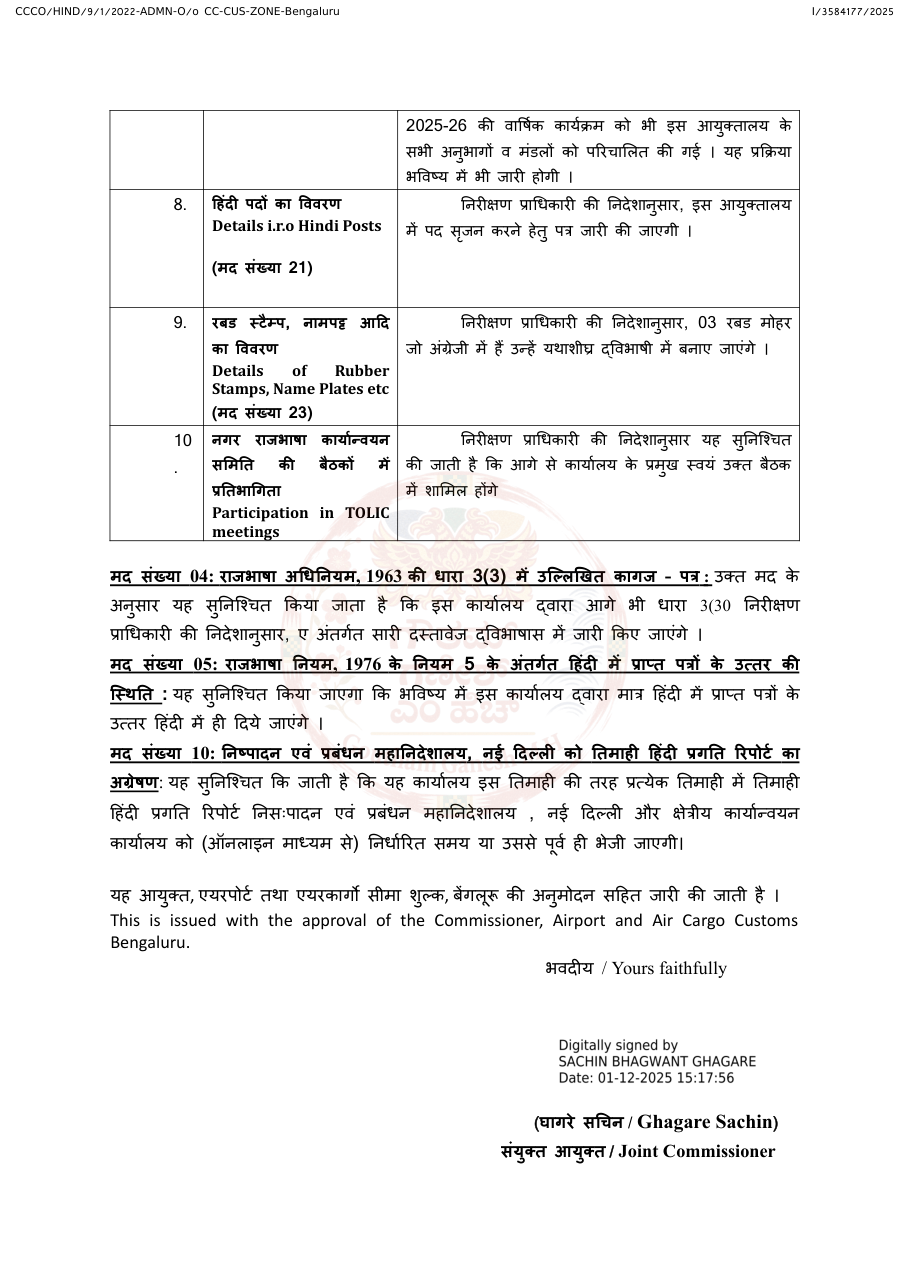 CCCO/HIND/9/1/2022-ADMN-O/o CC-CUS-ZONE-Bengaluru
I/3584177/2025
2025-26 की वार्षिक कार्यक्रम को भी इस आयुक्तालय के
सभी अनुभागों व मंडलों को परिचालित की गई । यह प्रक्रिया
भविष्य में भी जारी होगी ।
8.
हिंदी पदों का विवरण
Details i.r.o Hindi Posts
(मद संख्या 21)
निरीक्षण प्राधिकारी की निदेशानुसार, इस आयुक्तालय
में पद सृजन करने हेतु पत्र जारी की जाएगी ।
9.
रबड स्टैम्प, नामपट्ट आदि
का विवरण
Details of Rubber
Stamps, Name Plates etc
(मद संख्या 23)
निरीक्षण प्राधिकारी की निदेशानुसार, 03 रबड मोहर
जो अंग्रेजी में हैं उन्हें यथाशीघ्र द्विभाषी में बनाए जाएंगे ।
10
.
नगर राजभाषा कार्यान्वयन
समिति की बैठकों में
प्रतिभागिता
Participation in TOLIC
meetings
निरीक्षण प्राधिकारी की निदेशानुसार यह सुनिश्चित
की जाती है कि आगे से कार्यालय के प्रमुख स्वयं उक्त बैठक
में शामिल होंगे
मद संख्या 04: राजभाषा अधिनियम, 1963 की धारा 3(3) में उल्लिखित कागज – पत्र : उक्त मद के
अनुसार यह सुनिश्चित किया जाता है कि इस कार्यालय द्वारा आगे भी धारा 3(30 निरीक्षण
प्राधिकारी की निदेशानुसार, ए अंतर्गत सारी दस्तावेज द्विभाषास में जारी किए जाएंगे ।
मद संख्या 05: राजभाषा नियम, 1976 के नियम 5 के अंतर्गत हिंदी में प्राप्त पत्रों के उत्तर की
स्थिति : यह सुनिश्चित किया जाएगा कि भविष्य में इस कार्यालय द्वारा मात्र हिंदी में प्राप्त पत्रों के
उत्तर हिंदी में ही दिये जाएंगे ।
मद संख्या 10: निष्पादन एवं प्रबंधन महानिदेशालय, नई दिल्ली को तिमाही हिंदी प्रगति रिपोर्ट का
अग्रेषण: यह सुनिश्चित कि जाती है कि यह कार्यालय इस तिमाही की तरह प्रत्येक तिमाही में तिमाही
हिंदी प्रगति रिपोर्ट निसःपादन एवं प्रबंधन महानिदेशालय , नई दिल्ली और क्षेत्रीय कार्यान्वयन
कार्यालय को (ऑनलाइन माध्यम से) निर्धारित समय या उससे पूर्व ही भेजी जाएगी।
यह आयुक्त, एयरपोर्ट तथा एयरकार्गो सीमा शुल्क, बेंगलूरू की अनुमोदन सहित जारी की जाती है ।
This is issued with the approval of the Commissioner, Airport and Air Cargo Customs
Bengaluru.
भवदीय / Yours faithfully
Digitally signed by
SACHIN BHAGWANT GHAGARE
Date: 01-12-2025 15:17:56
(घागरे सचिन / Ghagare Sachin)
संयुक्त आयुक्त / Joint Commissioner